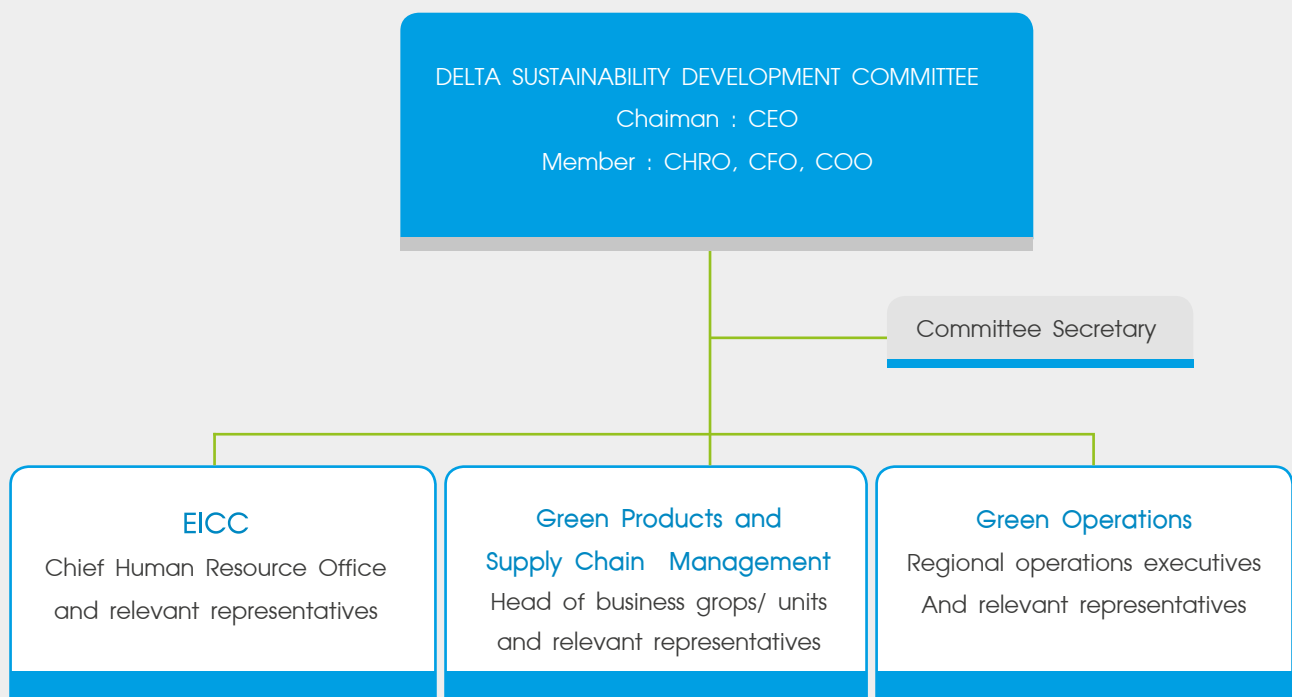 DELTA SUSTAINABILITY DEVELOPMENT COMMITTEE
Chaiman : CEO
Member : CHRO, CFO, COO
Committee Secretary
EICC
Chief Human Resource Office
and relevant representatives
Green Products and
Supply Chain Management
Head of business grops/ units
and relevant representatives
Green Operations
Regional operations executives
And relevant representatives